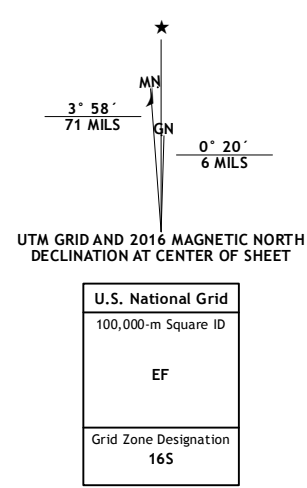 ★
MN
3° 58´
71 MILS
GN
0° 20´
6 MILS
UTM GRID AND 2016 MAGNETIC NORTH
DECLINATION AT CENTER OF SHEET
U.S. National Grid
100,000-m Square ID
EF
Grid Zone Designation
16S